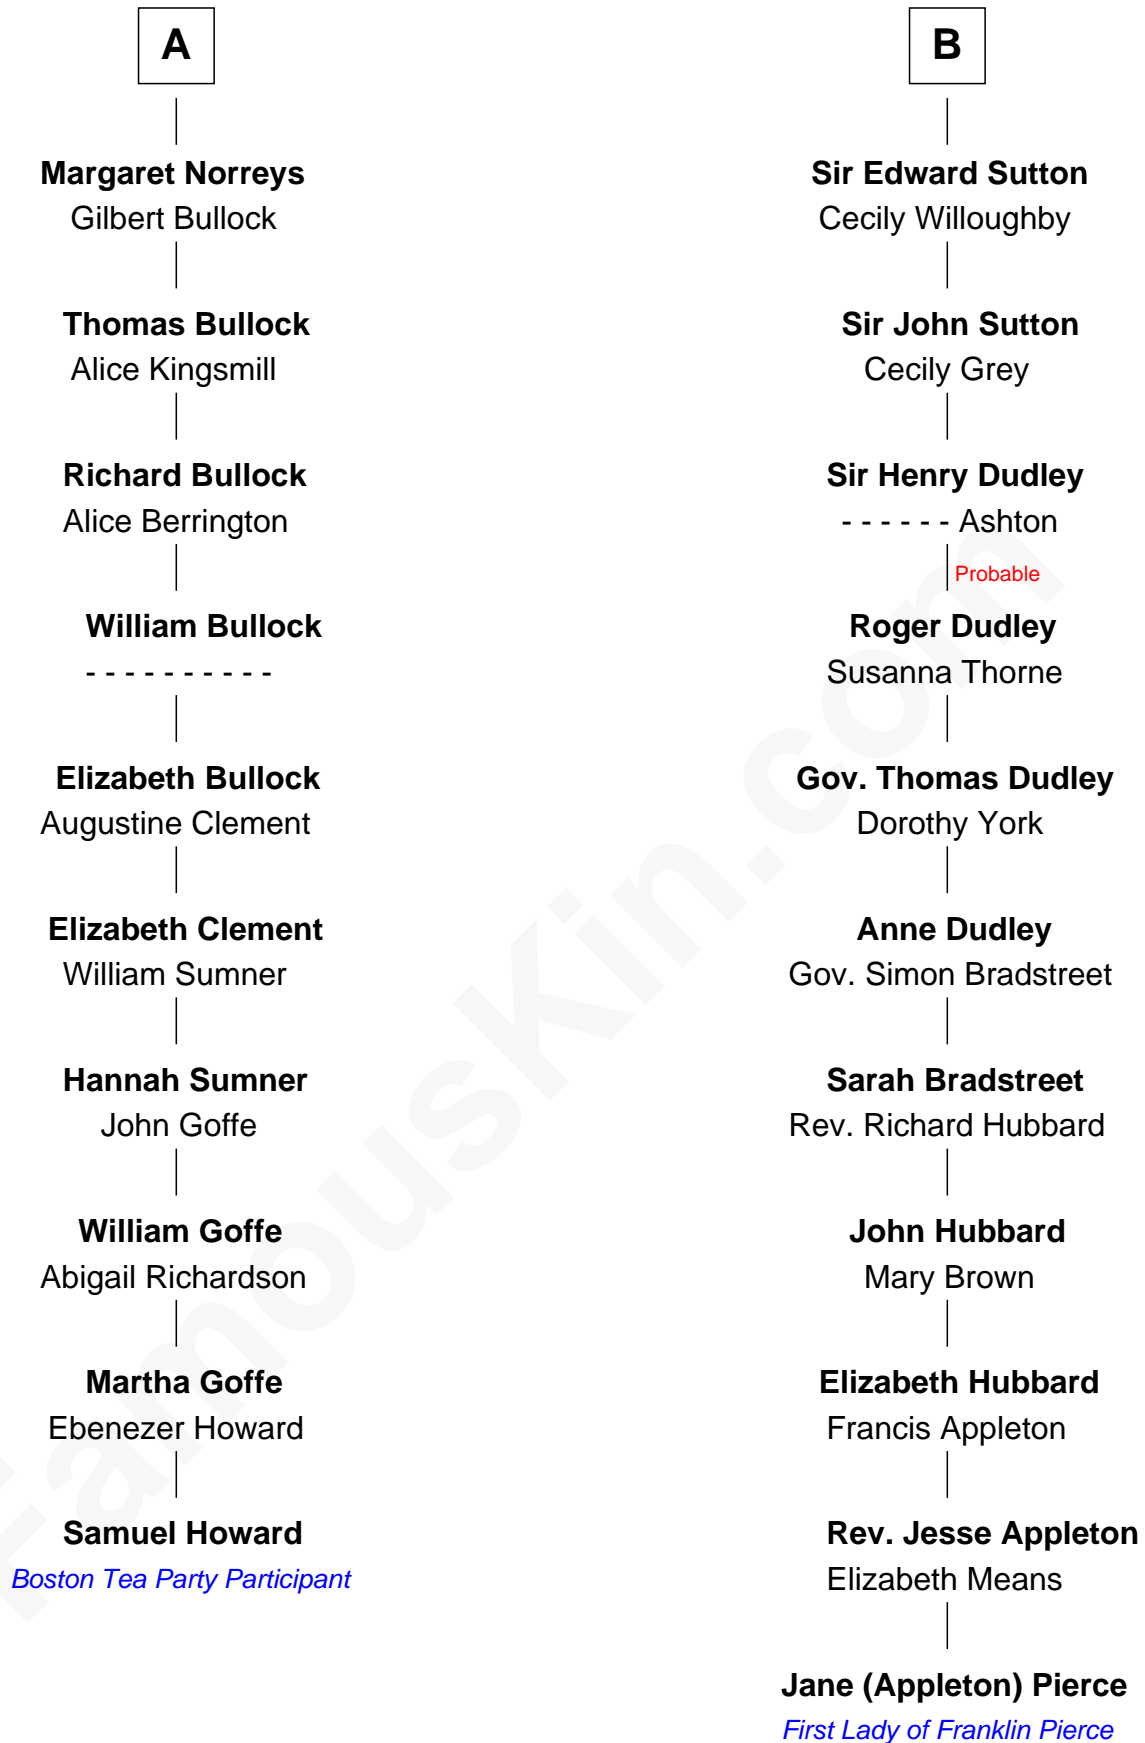 A
Margaret Norreys
Gilbert Bullock
Thomas Bullock
Alice Kingsmill
Richard Bullock
Alice Berrington
William Bullock
- - - - - - - - - -
Elizabeth Bullock
Augustine Clement
Elizabeth Clement
William Sumner
Hannah Sumner
John Goffe
William Goffe
Abigail Richardson
Martha Goffe
Ebenezer Howard
Samuel Howard
Boston Tea Party Participant
B
Sir Edward Sutton
Cecily Willoughby
Sir John Sutton
Cecily Grey
Sir Henry Dudley
- - - - - - Ashton
Probable
Roger Dudley
Susanna Thorne
Gov. Thomas Dudley
Dorothy York
Anne Dudley
Gov. Simon Bradstreet
Sarah Bradstreet
Rev. Richard Hubbard
John Hubbard
Mary Brown
Elizabeth Hubbard
Francis Appleton
Rev. Jesse Appleton
Elizabeth Means
Jane (Appleton) Pierce
First Lady of Franklin Pierce
FamousKin.com